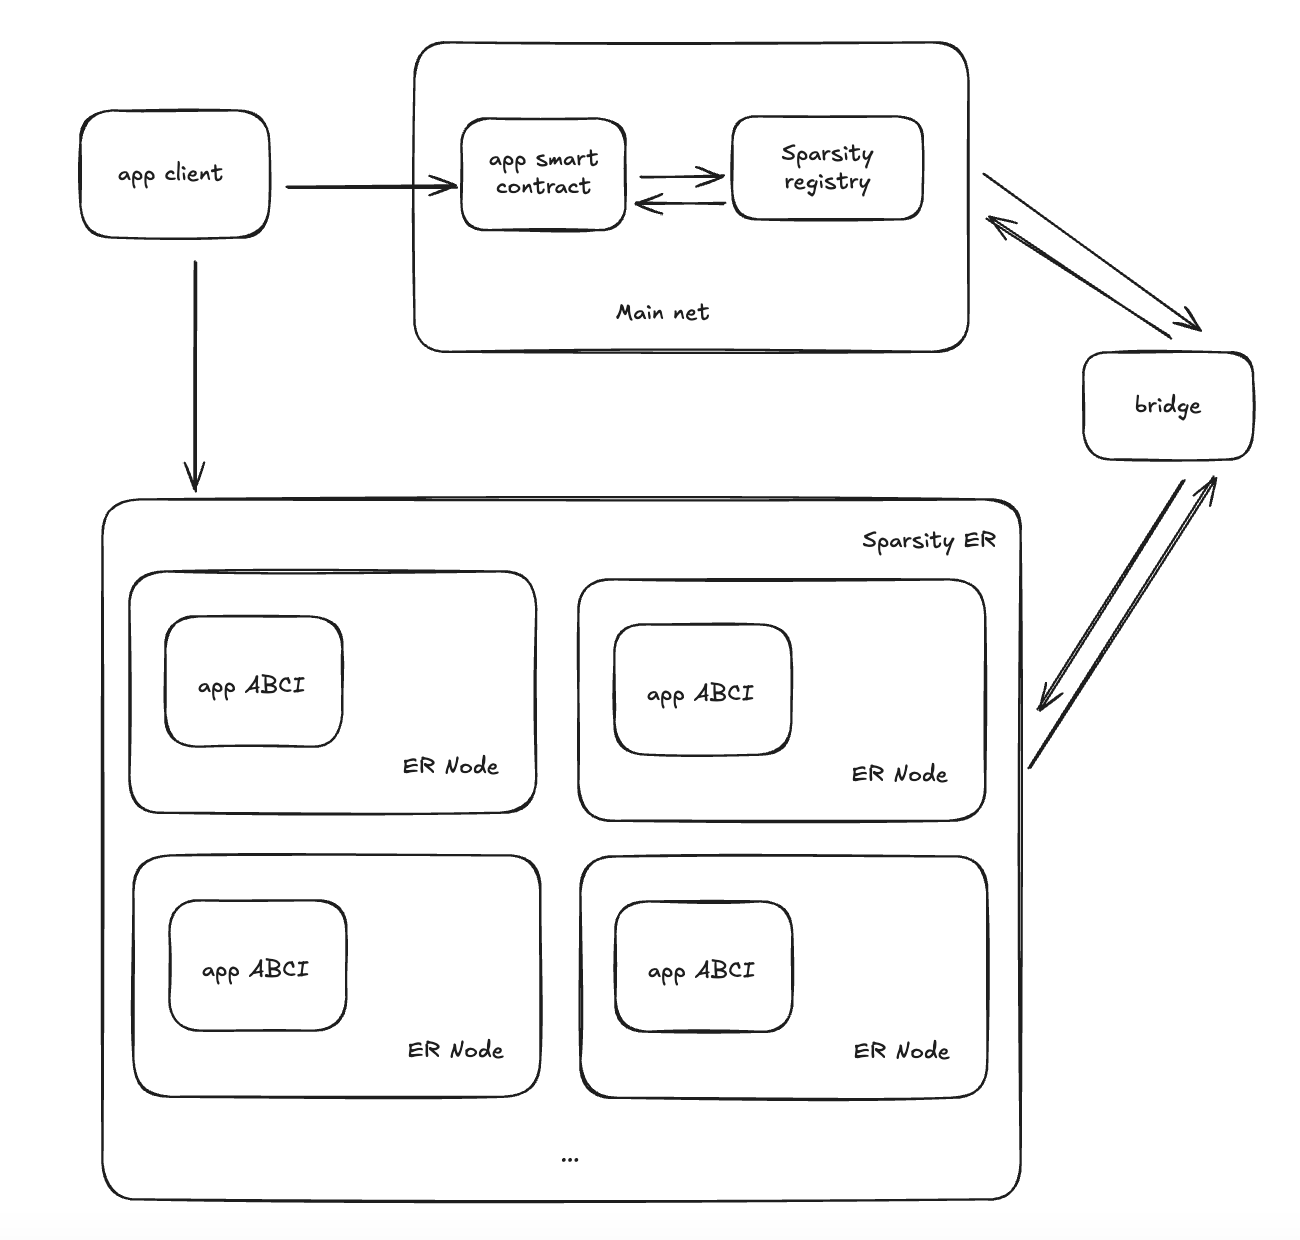 app client
app smart
contract
Sparsity
registry
Main net
bridge
Sparsity ER
app ABCI
ER Node
app ABCI
ER Node
app ABCI
ER Node
app ABCI
ER Node
...